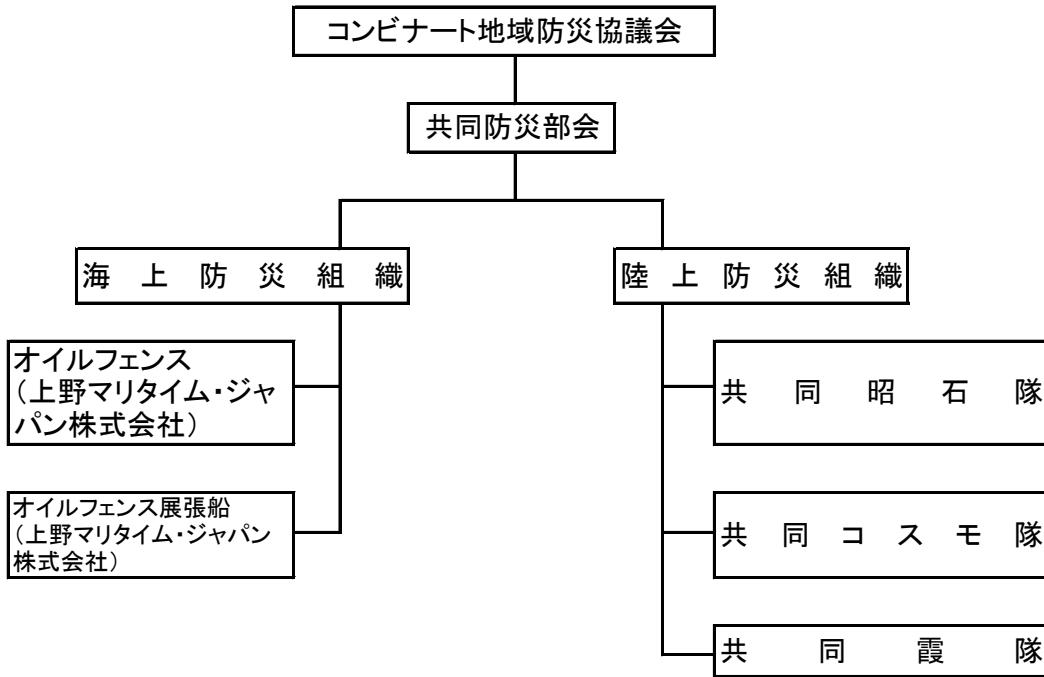 コンビナート地域防災協議会
共同防災部会
海上防災組織
陸上防災組織
オイルフェンス
（上野マリタイム・ジャ
パン株式会社）
共同昭石隊
オイルフェンス展張船
（上野マリタイム・ジャパン
株式会社）
共同コスモ隊
共同霞隊